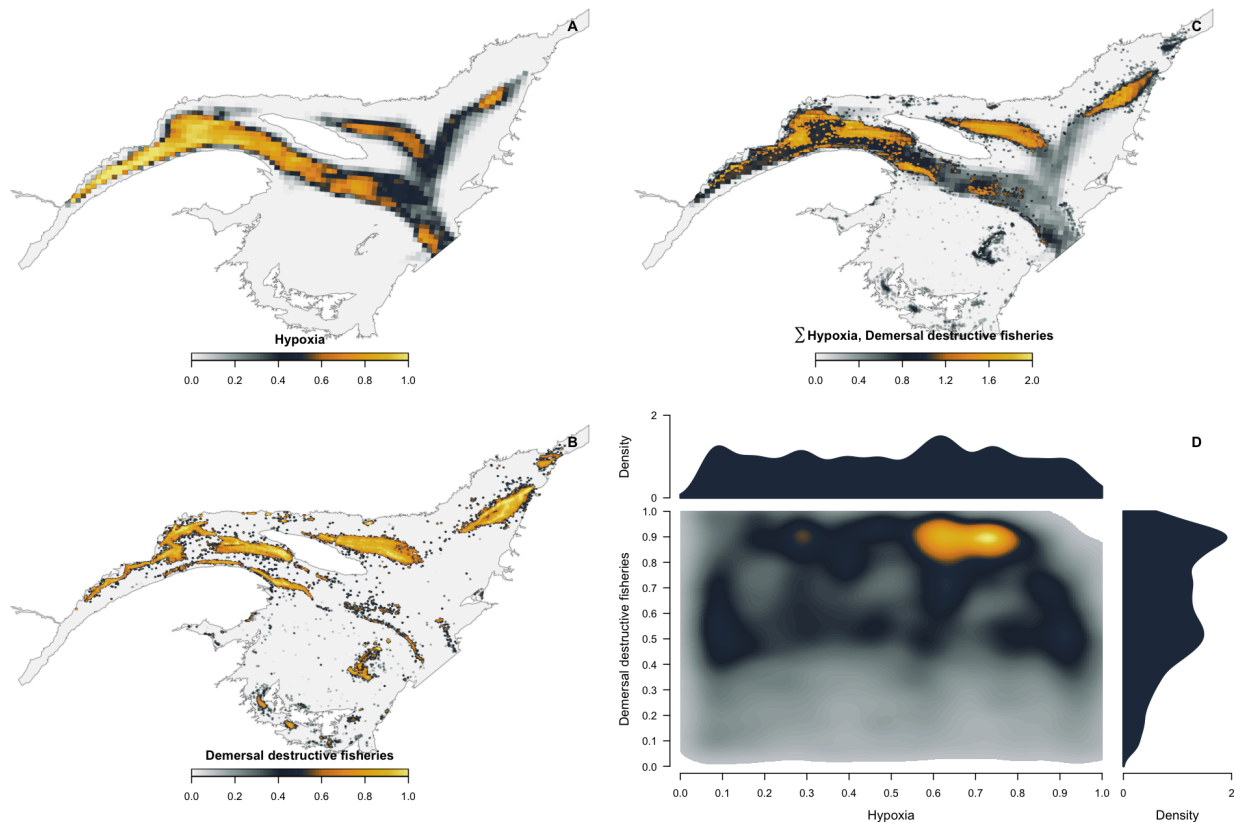 A
Hypoxia
0.0 0.2 0.4 0.6 0.8 1.0
C
∑ Hypoxia, Demersal destructive fisheries
0.0 0.4 0.8 1.2 1.6 2.0
B
Demersal destructive fisheries
0.0 0.2 0.4 0.6 0.8 1.0
D
2
0
Density
1.0
0.9
0.8
0.7
0.6
0.5
0.4
0.3
0.2
0.1
0.0
Demersal destructive fisheries
0.0 0.1 0.2 0.3 0.4 0.5 0.6 0.7 0.8 0.9 1.0
Hypoxia
0 2
Density